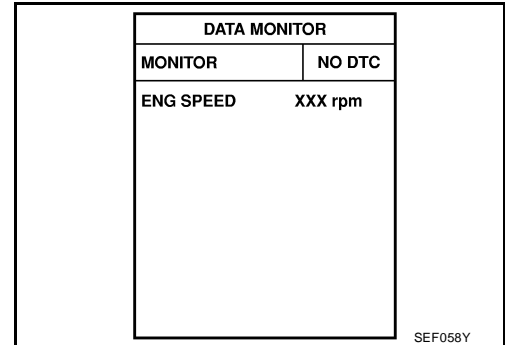 DATA MONITOR
MONITOR NO DTC
ENG SPEED XXX rpm
SEF058Y